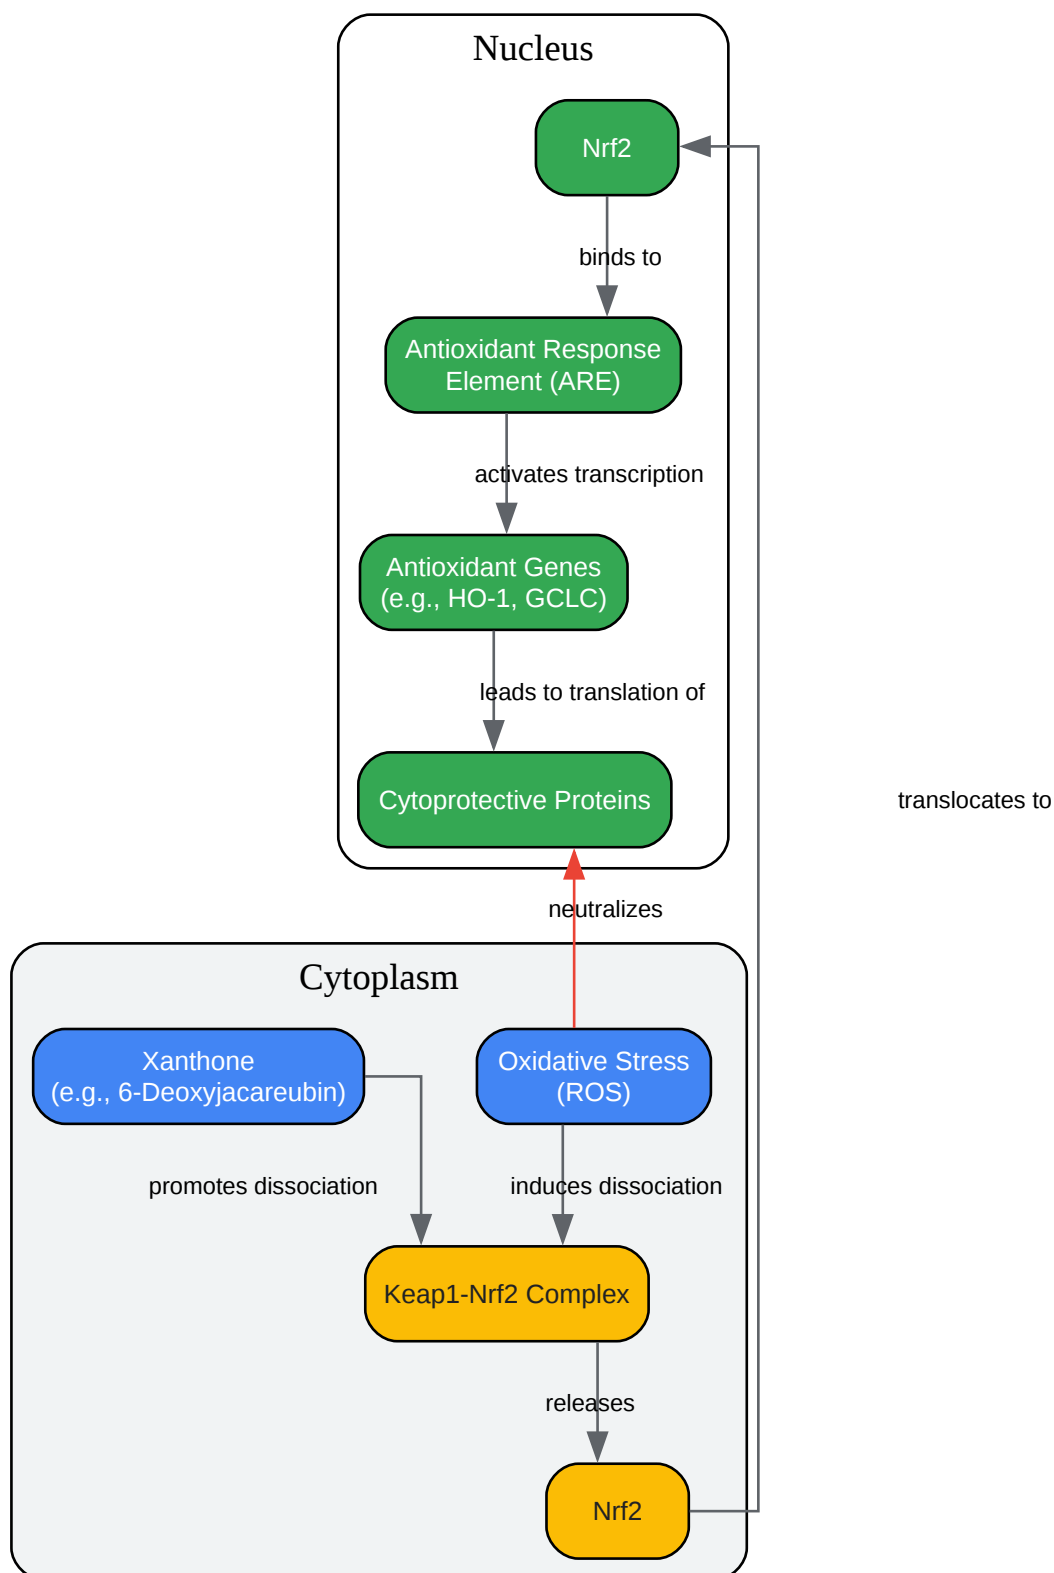 Nucleus
Nrf2
binds to
Antioxidant Response
Element (ARE)
activates transcription
Antioxidant Genes
(e.g., HO-1, GCLC)
leads to translation of
Cytoprotective Proteins
translocates to
neutralizes
Cytoplasm
Xanthone
(e.g., 6-Deoxyjacareubin)
Oxidative Stress
(ROS)
promotes dissociation
induces dissociation
Keap1-Nrf2 Complex
releases
Nrf2